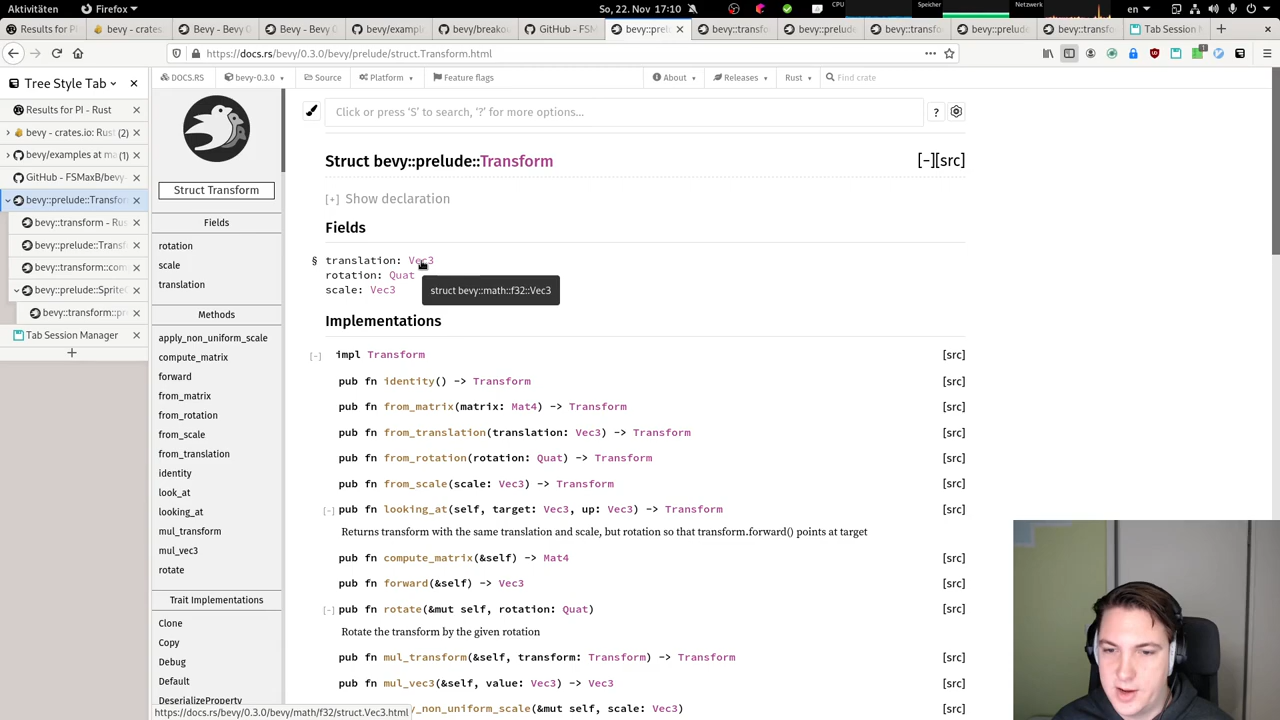 Aktivitäten
Firefox
So, 22. Nov 17:10
CPU
Speicher
Netzwerk
en
Results for PI
bevy - crates.
Bevy - Bevy
Bevy - Bevy
bevy/example
bevy/breakou
GitHub - FSM
bevy::prel
bevy::transfo
bevy::prelude
bevy::transfo
bevy::prelude
bevy::transfo
Tab Session M
https://docs.rs/bevy/0.3.0/bevy/prelude/struct.Transform.html
Tree Style Tab
Results for PI - Rust
bevy - crates.io: Rus (2)
bevy/examples at ma (1)
GitHub - FSMaxB/bevy
bevy::prelude::Transfor
bevy::transform - Rus
bevy::prelude::Transf
bevy::transform::com
bevy::prelude::SpriteC
bevy::transform::pr
Tab Session Manager
DOCS.RS
bevy-0.3.0
Source
Platform
Feature flags
About
Releases
Rust
Find crate
Struct Transform
Fields
rotation
scale
translation
Methods
apply_non_uniform_scale
compute_matrix
forward
from_matrix
from_rotation
from_scale
from_translation
identity
look_at
looking_at
mul_transform
mul_vec3
rotate
Trait Implementations
Clone
Copy
Debug
Default
DeserializeProperty
Click or press ‘S’ to search, ‘?’ for more options…
?
Struct bevy::prelude::Transform [-][src]
[+] Show declaration
Fields
§ translation: Vec3
rotation: Quat
scale: Vec3
struct bevy::math::f32::Vec3
Implementations
[-] impl Transform [src]
pub fn identity() -> Transform [src]
pub fn from_matrix(matrix: Mat4) -> Transform [src]
pub fn from_translation(translation: Vec3) -> Transform [src]
pub fn from_rotation(rotation: Quat) -> Transform [src]
pub fn from_scale(scale: Vec3) -> Transform [src]
[-] pub fn looking_at(self, target: Vec3, up: Vec3) -> Transform [src]
Returns transform with the same translation and scale, but rotation so that transform.forward() points at target
pub fn compute_matrix(&self) -> Mat4 [src]
pub fn forward(&self) -> Vec3 [src]
[-] pub fn rotate(&mut self, rotation: Quat) [src]
Rotate the transform by the given rotation
pub fn mul_transform(&self, transform: Transform) -> Transform [src]
pub fn mul_vec3(&self, value: Vec3) -> Vec3 [src]
y_non_uniform_scale(&mut self, scale: Vec3) [src]
https://docs.rs/bevy/0.3.0/bevy/math/f32/struct.Vec3.html